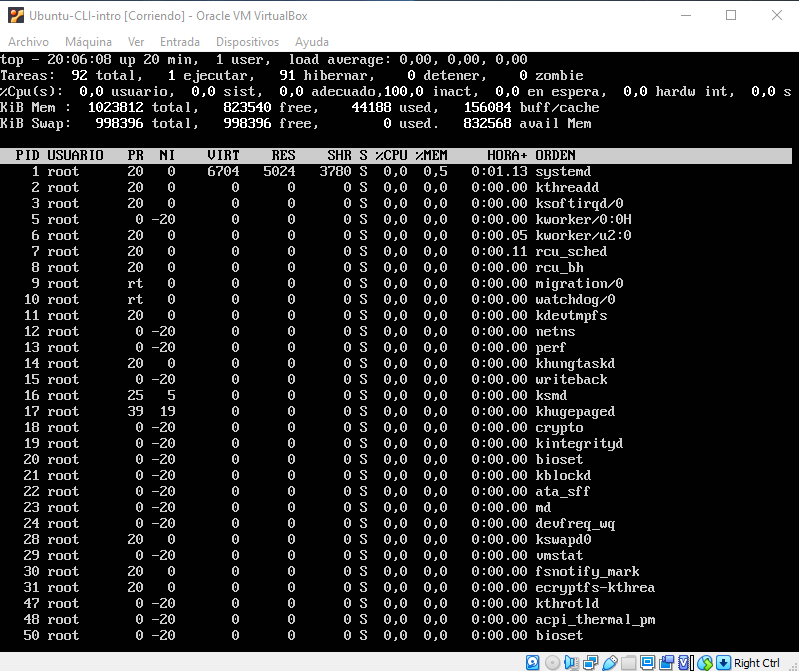 Ubuntu-CLI-intro [Corriendo] - Oracle VM VirtualBox
Archivo Máquina Ver Entrada Dispositivos Ayuda
top - 20:06:08 up 20 min, 1 user, load average: 0,00, 0,00, 0,00
Tareas: 92 total, 1 ejecutar, 91 hibernar, 0 detener, 0 zombie
%Cpu(s): 0,0 usuario, 0,0 sist, 0,0 adecuado,100,0 inact, 0,0 en espera, 0,0 hardw int, 0,0 s
KiB Mem : 1023812 total, 823540 free, 44188 used, 156084 buff/cache
KiB Swap: 998396 total, 998396 free, 0 used. 832568 avail Mem
PID USUARIO PR NI VIRT RES SHR S %CPU %MEM HORA+ ORDEN
1 root 20 0 6704 5024 3780 S 0,0 0,5 0:01.13 systemd
2 root 20 0 0 0 0 S 0,0 0,0 0:00.00 kthreadd
3 root 20 0 0 0 0 S 0,0 0,0 0:00.00 ksoftirqd/0
5 root 0 -20 0 0 0 S 0,0 0,0 0:00.00 kworker/0:0H
6 root 20 0 0 0 0 S 0,0 0,0 0:00.05 kworker/u2:0
7 root 20 0 0 0 0 S 0,0 0,0 0:00.11 rcu_sched
8 root 20 0 0 0 0 S 0,0 0,0 0:00.00 rcu_bh
9 root rt 0 0 0 0 S 0,0 0,0 0:00.00 migration/0
10 root rt 0 0 0 0 S 0,0 0,0 0:00.00 watchdog/0
11 root 20 0 0 0 0 S 0,0 0,0 0:00.00 kdevtmpfs
12 root 0 -20 0 0 0 S 0,0 0,0 0:00.00 netns
13 root 0 -20 0 0 0 S 0,0 0,0 0:00.00 perf
14 root 20 0 0 0 0 S 0,0 0,0 0:00.00 khungtaskd
15 root 0 -20 0 0 0 S 0,0 0,0 0:00.00 writeback
16 root 25 5 0 0 0 S 0,0 0,0 0:00.00 ksmd
17 root 39 19 0 0 0 S 0,0 0,0 0:00.00 khugepaged
18 root 0 -20 0 0 0 S 0,0 0,0 0:00.00 crypto
19 root 0 -20 0 0 0 S 0,0 0,0 0:00.00 kintegrityd
20 root 0 -20 0 0 0 S 0,0 0,0 0:00.00 bioset
21 root 0 -20 0 0 0 S 0,0 0,0 0:00.00 kblockd
22 root 0 -20 0 0 0 S 0,0 0,0 0:00.00 ata_sff
23 root 0 -20 0 0 0 S 0,0 0,0 0:00.00 md
24 root 0 -20 0 0 0 S 0,0 0,0 0:00.00 devfreq_wq
28 root 20 0 0 0 0 S 0,0 0,0 0:00.00 kswapd0
29 root 0 -20 0 0 0 S 0,0 0,0 0:00.00 vmstat
30 root 20 0 0 0 0 S 0,0 0,0 0:00.00 fsnotify_mark
31 root 20 0 0 0 0 S 0,0 0,0 0:00.00 ecryptfs-kthrea
47 root 0 -20 0 0 0 S 0,0 0,0 0:00.00 kthrotld
48 root 0 -20 0 0 0 S 0,0 0,0 0:00.00 acpi_thermal_pm
50 root 0 -20 0 0 0 S 0,0 0,0 0:00.00 bioset
Right Ctrl